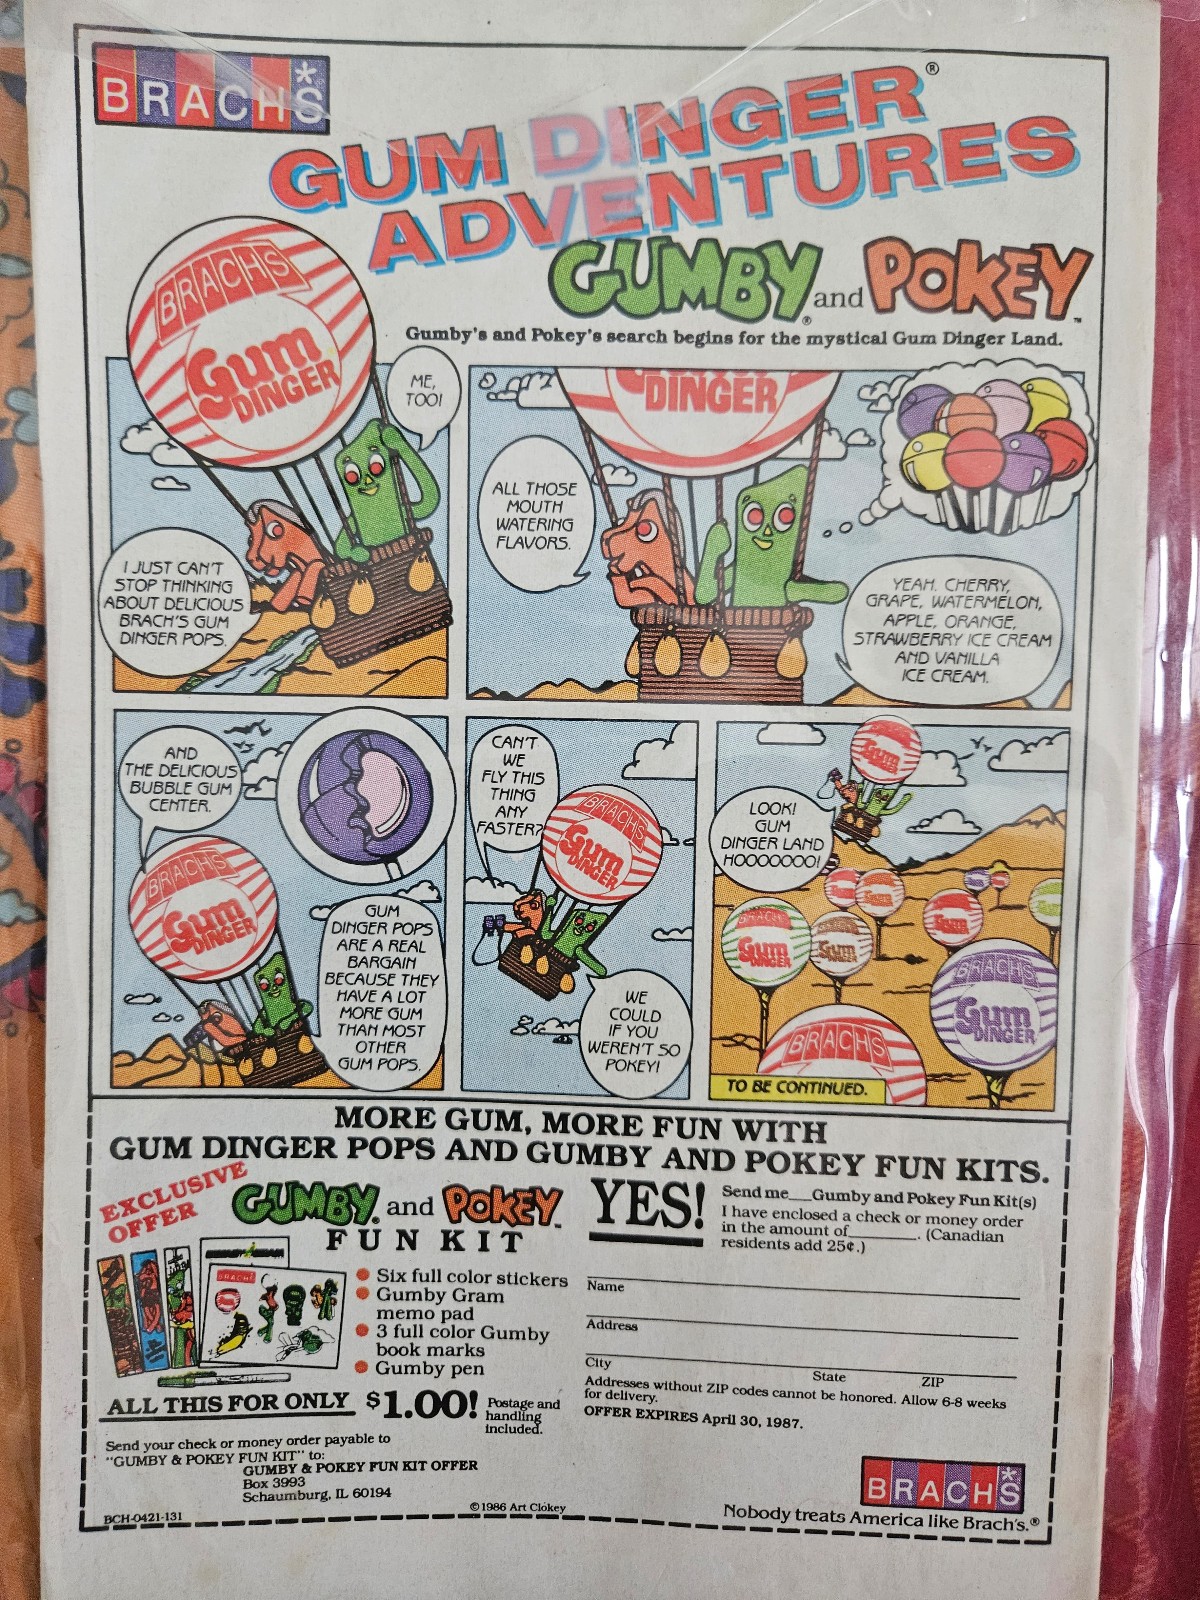 BRACH'S
GUM DINGER®
ADVENTURES
GUMBY® and POKEY™
Gumby's and Pokey's search begins for the mystical Gum Dinger Land.
BRACHS
Gum
DINGER
ME,
TOO!
I JUST CAN'T
STOP THINKING
ABOUT DELICIOUS
BRACH'S GUM
DINGER POPS.
DINGER
ALL THOSE
MOUTH
WATERING
FLAVORS.
YEAH. CHERRY,
GRAPE, WATERMELON,
APPLE, ORANGE,
STRAWBERRY ICE CREAM
AND VANILLA
ICE CREAM.
AND
THE DELICIOUS
BUBBLE GUM
CENTER.
BRACHS
Gum
DINGER
GUM
DINGER POPS
ARE A REAL
BARGAIN
BECAUSE THEY
HAVE A LOT
MORE GUM
THAN MOST
OTHER
GUM POPS.
CAN'T
WE
FLY THIS
THING
ANY
FASTER?
BRACHS
Gum
DINGER
WE
COULD
IF YOU
WEREN'T SO
POKEY!
Gum
LOOK!
GUM
DINGER LAND
HOOOOOOO!
BRACHS
Gum
DINGER
Gum
Gum
BRACHS
Gum
DINGER
BRACHS
TO BE CONTINUED.
MORE GUM, MORE FUN WITH
GUM DINGER POPS AND GUMBY AND POKEY FUN KITS.
EXCLUSIVE
OFFER
GUMBY® and POKEY™
FUN KIT
BRACH'S
Six full color stickers
Gumby Gram
memo pad
3 full color Gumby
book marks
Gumby pen
ALL THIS FOR ONLY $1.00! Postage and
handling
included.
Send your check or money order payable to
"GUMBY & POKEY FUN KIT" to:
GUMBY & POKEY FUN KIT OFFER
Box 3993
Schaumburg, IL 60194
BCH-0421-131
©1986 Art Clokey
YES! Send me___Gumby and Pokey Fun Kit(s)
I have enclosed a check or money order
in the amount of________. (Canadian
residents add 25¢.)
Name
Address
City State ZIP
Addresses without ZIP codes cannot be honored. Allow 6-8 weeks
for delivery.
OFFER EXPIRES April 30, 1987.
BRACH'S
Nobody treats America like Brach's.®